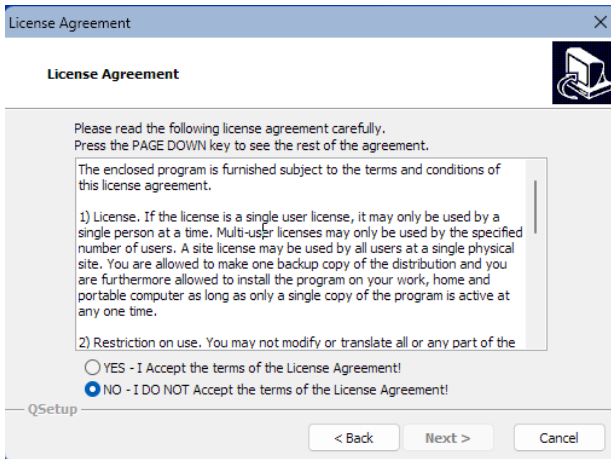 License Agreement
License Agreement
Please read the following license agreement carefully.
Press the PAGE DOWN key to see the rest of the agreement.
The enclosed program is furnished subject to the terms and conditions of
this license agreement.
1) License. If the license is a single user license, it may only be used by a
single person at a time. Multi-user licenses may only be used by the specified
number of users. A site license may be used by all users at a single physical
site. You are allowed to make one backup copy of the distribution and you
are furthermore allowed to install the program on your work, home and
portable computer as long as only a single copy of the program is active at
any one time.
2) Restriction on use. You may not modify or translate all or any part of the
YES - I Accept the terms of the License Agreement!
NO - I DO NOT Accept the terms of the License Agreement!
QSetup
< Back Next > Cancel